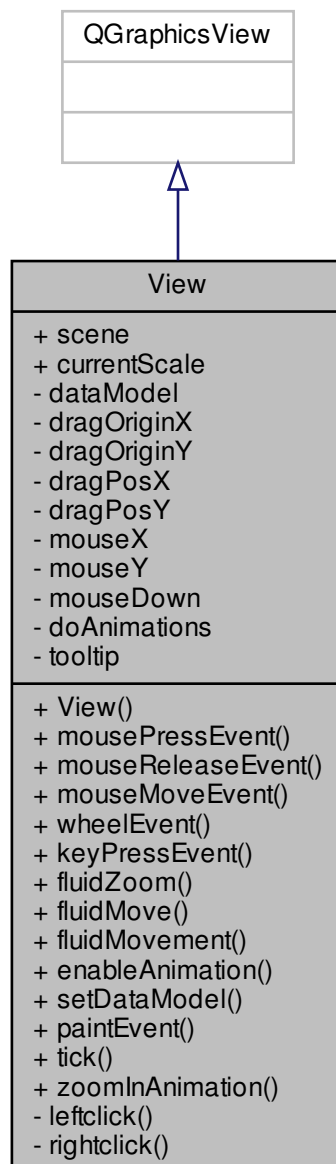 QGraphicsView
View
+ scene
+ currentScale
- dataModel
- dragOriginX
- dragOriginY
- dragPosX
- dragPosY
- mouseX
- mouseY
- mouseDown
- doAnimations
- tooltip
+ View()
+ mousePressEvent()
+ mouseReleaseEvent()
+ mouseMoveEvent()
+ wheelEvent()
+ keyPressEvent()
+ fluidZoom()
+ fluidMove()
+ fluidMovement()
+ enableAnimation()
+ setDataModel()
+ paintEvent()
+ tick()
+ zoomInAnimation()
- leftclick()
- rightclick()